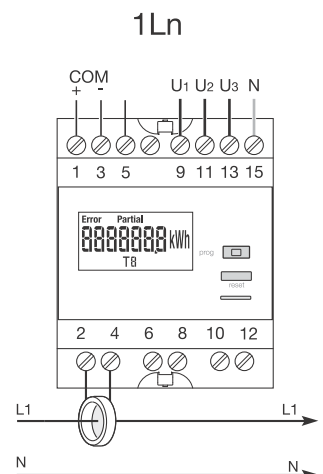 1Ln
COM U1 U2 U3 N
+ -
1 3 5 9 11 13 15
Error Partial
8888888 kWh
T8
prog
reset
2 4 6 8 10 12
L1 L1
N N